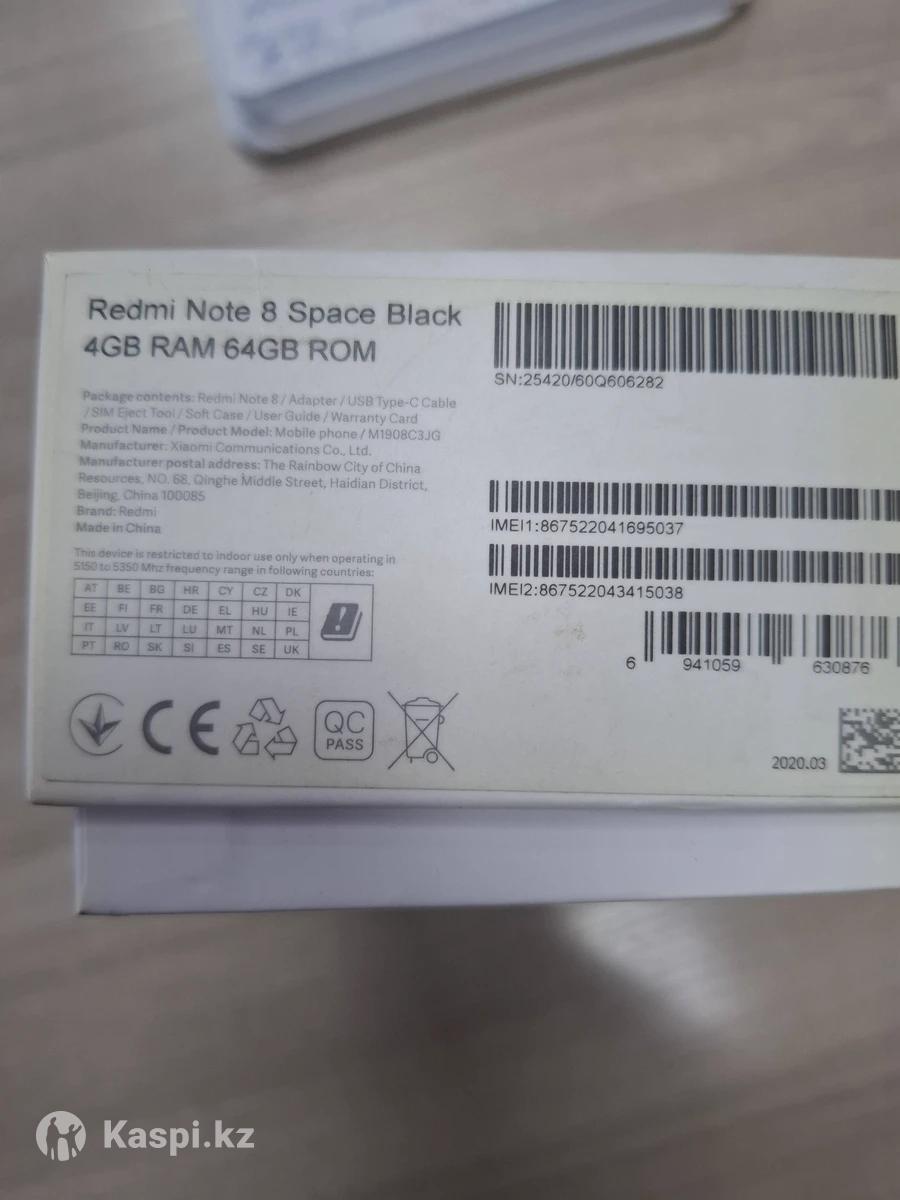 Redmi Note 8 Space Black
4GB RAM 64GB ROM
Package contents: Redmi Note 8 / Adapter / USB Type-C Cable
/ SIM Eject Tool / Soft Case / User Guide / Warranty Card
Product Name / Product Model: Mobile phone / M1908C3JG
Manufacturer: Xiaomi Communications Co., Ltd.
Manufacturer postal address: The Rainbow City of China
Resources, NO. 68, Qinghe Middle Street, Haidian District,
Beijing, China 100085
Brand: Redmi
Made in China
This device is restricted to indoor use only when operating in
5150 to 5350 Mhz frequency range in following countries:
AT BE BG HR CY CZ DK
EE FI FR DE EL HU IE
IT LV LT LU MT NL PL
PT RO SK SI ES SE UK
CE
QC
PASS
SN:25420/60Q606282
IMEI1:867522041695037
IMEI2:867522043415038
6 941059 630876
2020.03
Kaspi.kz